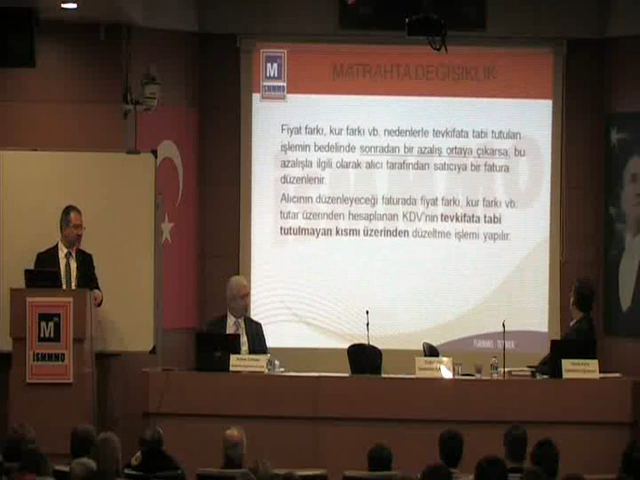 MATRAHTA DEĞİŞİKLİK
M
İSMMMO
Fiyat farkı, kur farkı vb. nedenlerle tevkifata tabi tutulan
işlemin bedelinde sonradan bir azalış ortaya çıkarsa, bu
azalışla ilgili olarak alıcı tarafından satıcıya bir fatura
düzenlenir.
Alıcının düzenleyeceği faturada fiyat farkı, kur farkı vb.
tutar üzerinden hesaplanan KDV'nin tevkifata tabi
tutulmayan kısmı üzerinden düzeltme işlemi yapılır.
M
İSMMMO